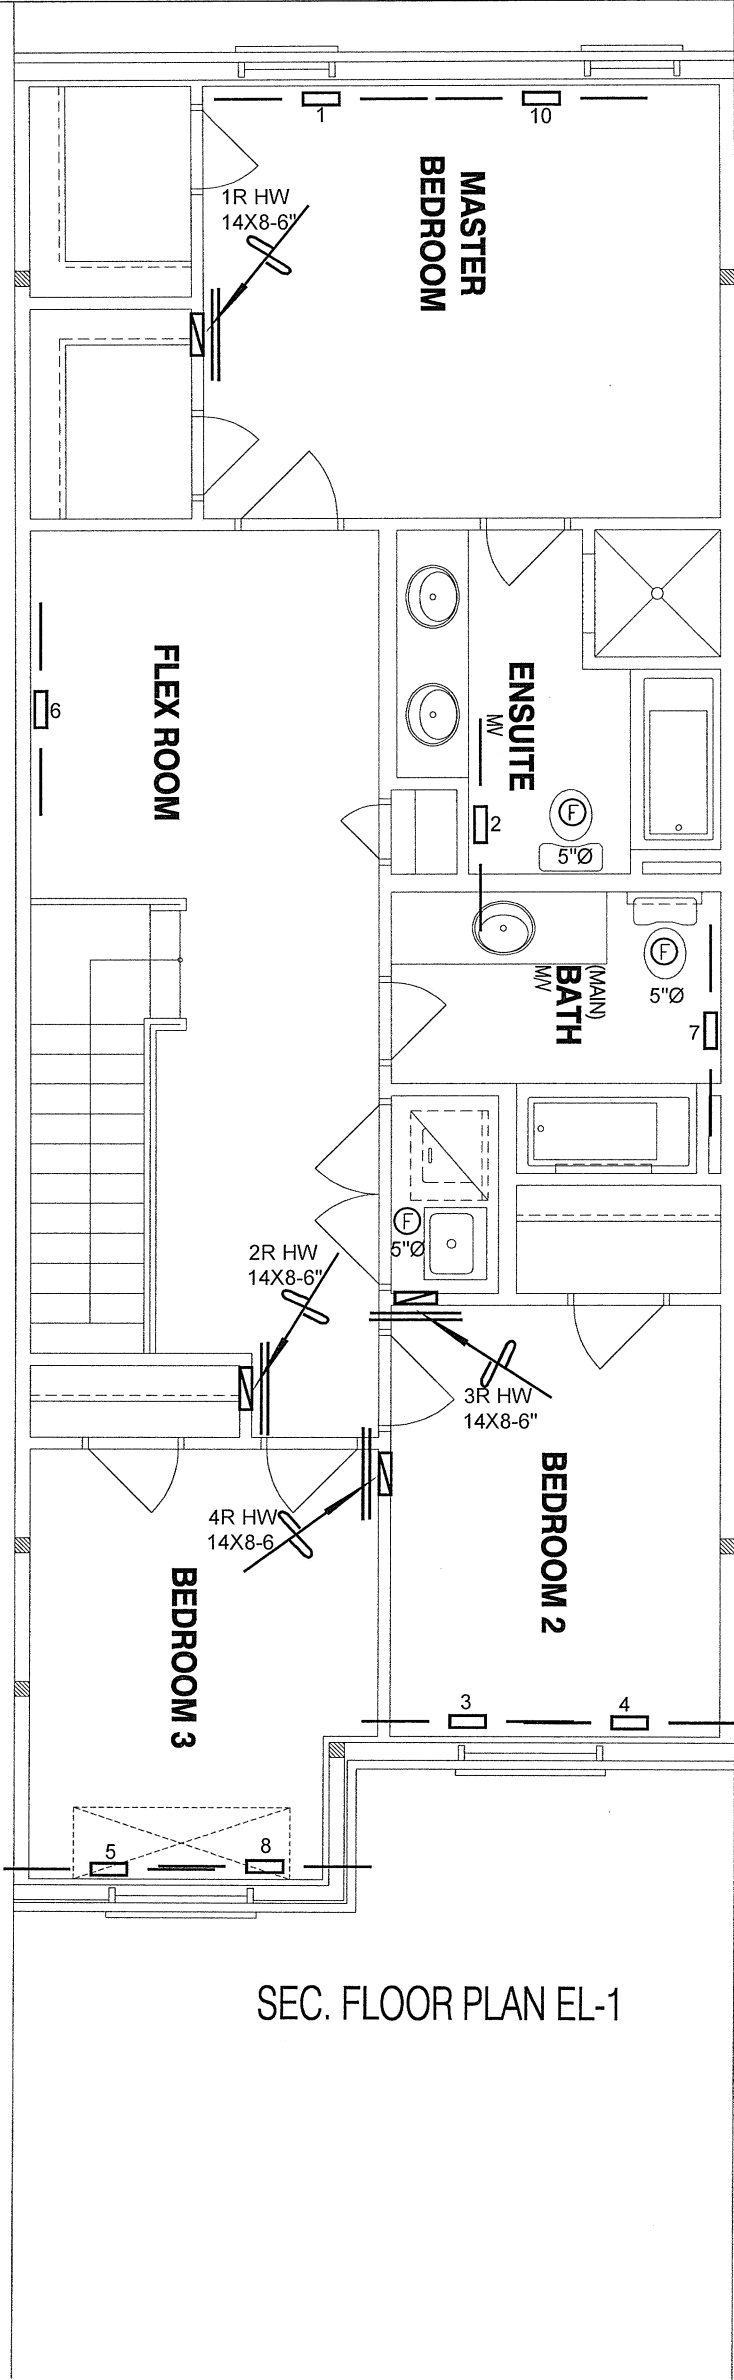 1
10
1R HW
14X8-6"
MASTER
BEDROOM
FLEX ROOM
6
ENSUITE
MV
2
F
5"Ø
F
5"Ø
(MAIN)
BATH
MV
7
F
5"Ø
2R HW
14X8-6"
3R HW
14X8-6"
4R HW
14X8-6
BEDROOM 2
BEDROOM 3
3
4
5
8
SEC. FLOOR PLAN EL-1